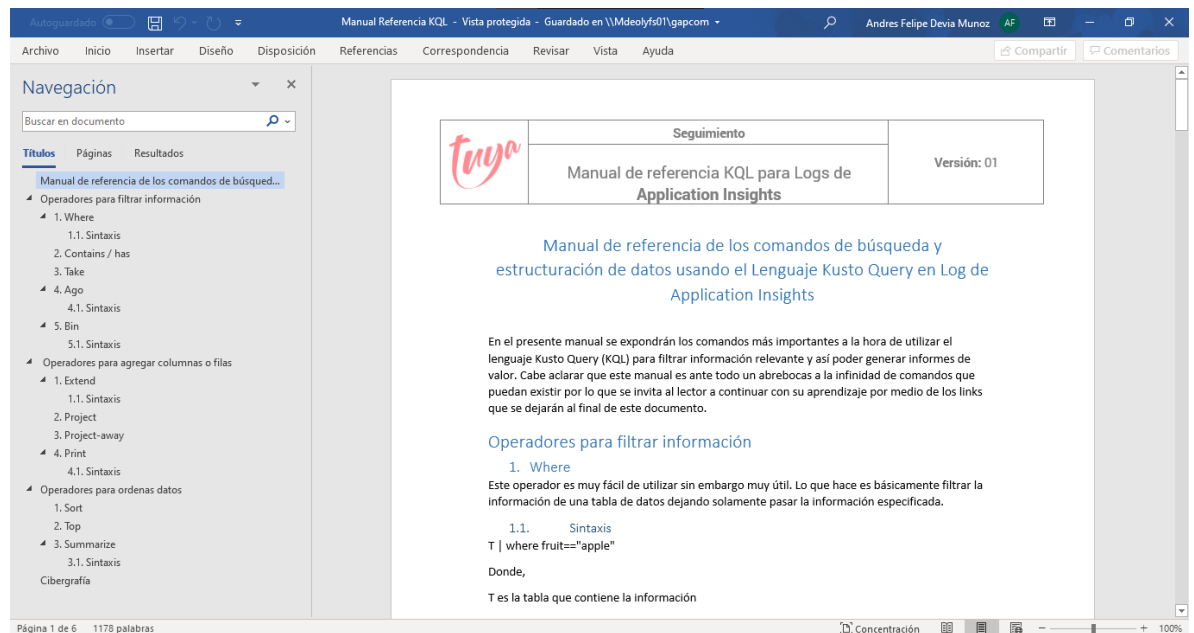 Autoguardado
Manual Referencia KQL - Vista protegida - Guardado en \\Mdeolyfs01\gapcom
Andres Felipe Devia Munoz AF
Archivo Inicio Insertar Diseño Disposición Referencias Correspondencia Revisar Vista Ayuda Compartir Comentarios
Navegación
Buscar en documento
Títulos Páginas Resultados
Manual de referencia de los comandos de búsqued...
Operadores para filtrar información
1. Where
1.1. Sintaxis
2. Contains / has
3. Take
4. Ago
4.1. Sintaxis
5. Bin
5.1. Sintaxis
Operadores para agregar columnas o filas
1. Extend
1.1. Sintaxis
2. Project
3. Project-away
4. Print
4.1. Sintaxis
Operadores para ordenas datos
1. Sort
2. Top
3. Summarize
3.1. Sintaxis
Cibergrafía
tuya
Seguimiento
Manual de referencia KQL para Logs de
Application Insights
Versión: 01
Manual de referencia de los comandos de búsqueda y
estructuración de datos usando el Lenguaje Kusto Query en Log de
Application Insights
En el presente manual se expondrán los comandos más importantes a la hora de utilizar el
lenguaje Kusto Query (KQL) para filtrar información relevante y así poder generar informes de
valor. Cabe aclarar que este manual es ante todo un abrebocas a la infinidad de comandos que
puedan existir por lo que se invita al lector a continuar con su aprendizaje por medio de los links
que se dejarán al final de este documento.
Operadores para filtrar información
1. Where
Este operador es muy fácil de utilizar sin embargo muy útil. Lo que hace es básicamente filtrar la
información de una tabla de datos dejando solamente pasar la información especificada.
1.1. Sintaxis
T | where fruit=="apple"
Donde,
T es la tabla que contiene la información
Página 1 de 6 1178 palabras Concentración 100%